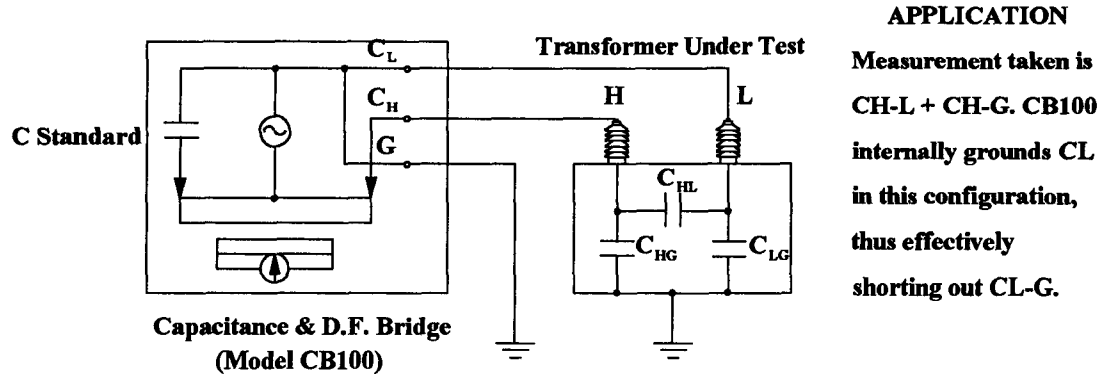 APPLICATION
Transformer Under Test
Measurement taken is
CH-L + CH-G. CB100
internally grounds CL
in this configuration,
thus effectively
shorting out CL-G.
C_L
C_H
G
C Standard
H
L
C_HL
C_HG
C_LG
Capacitance & D.F. Bridge
(Model CB100)